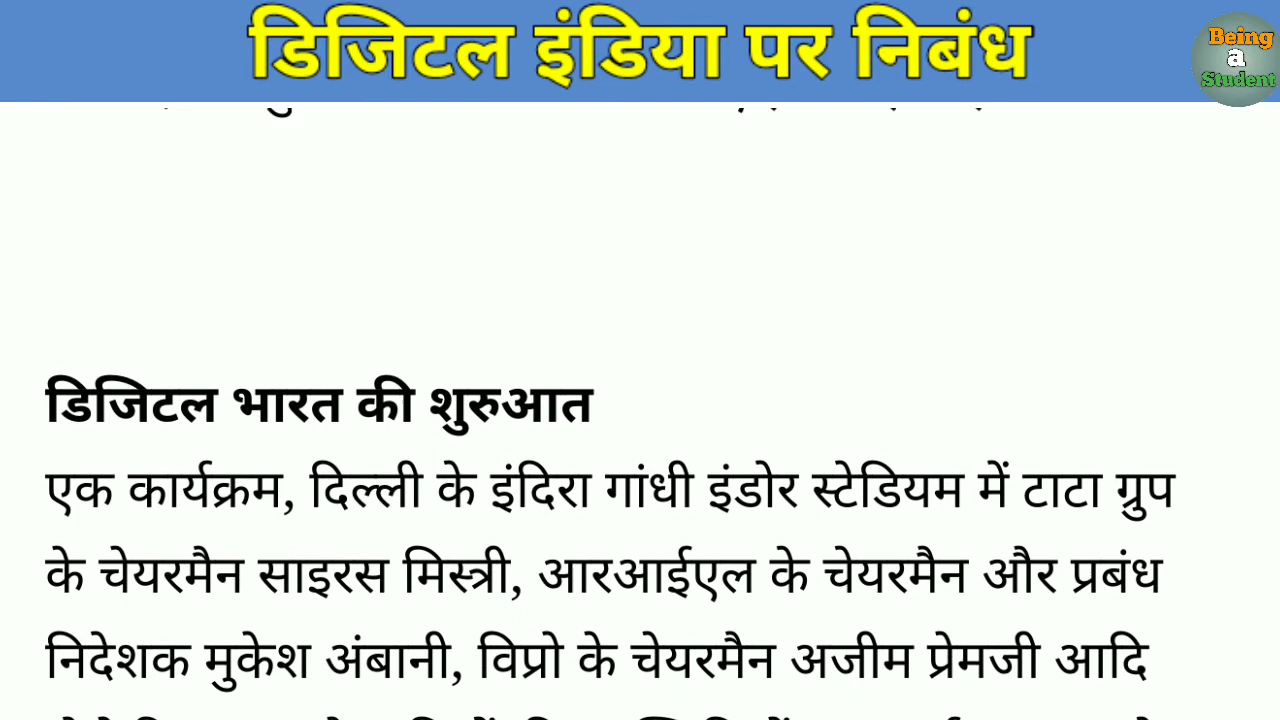 डिजिटल इंडिया पर निबंध
Being
a
Student
डिजिटल भारत की शुरुआत
एक कार्यक्रम, दिल्ली के इंदिरा गांधी इंडोर स्टेडियम में टाटा ग्रुप
के चेयरमैन साइरस मिस्त्री, आरआईएल के चेयरमैन और प्रबंध
निदेशक मुकेश अंबानी, विप्रो के चेयरमैन अजीम प्रेमजी आदि